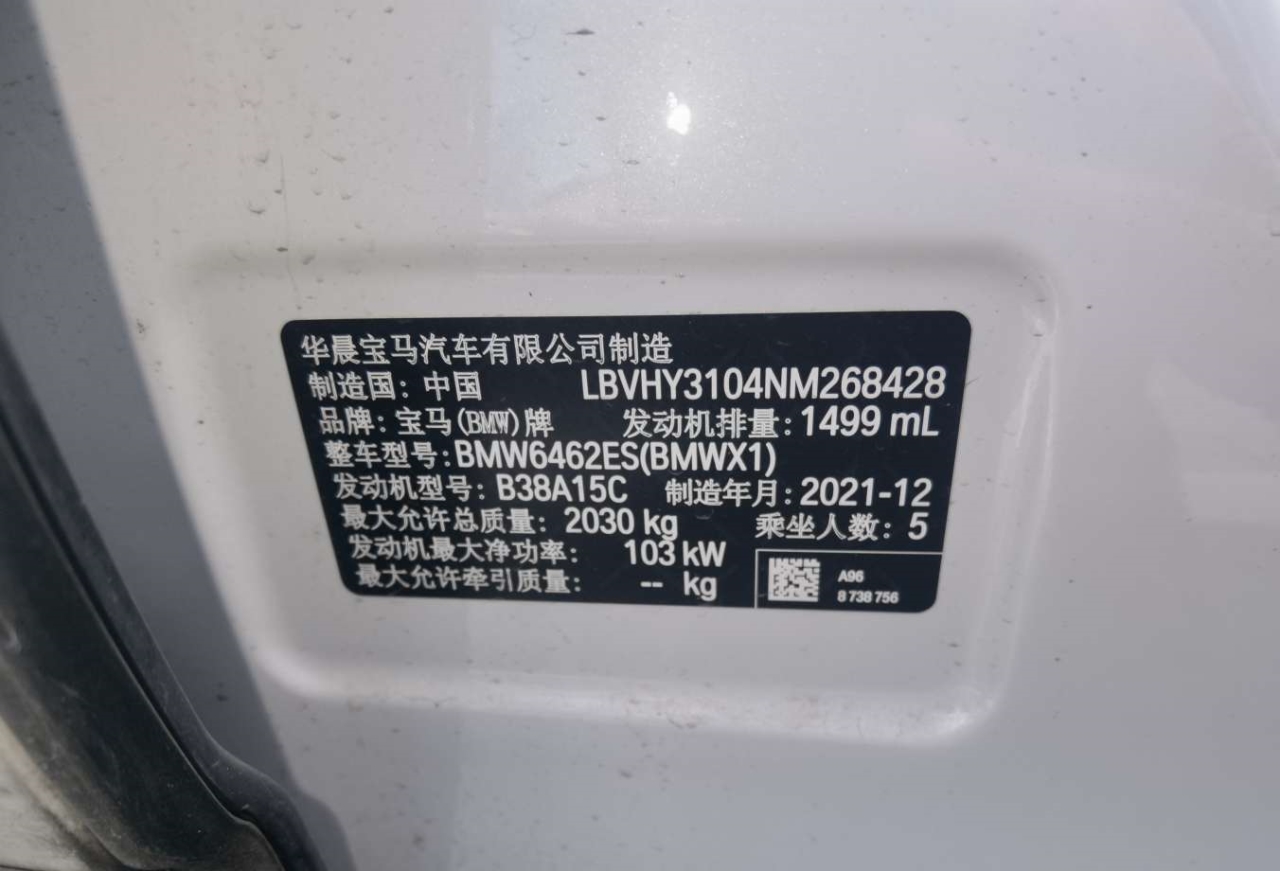 华晨宝马汽车有限公司制造
制造国: 中国 LBVHY3104NM268428
品牌: 宝马(BMW)牌 发动机排量: 1499 mL
整车型号: BMW6462ES(BMWX1)
发动机型号: B38A15C 制造年月: 2021-12
最大允许总质量: 2030 kg 乘坐人数: 5
发动机最大净功率: 103 kW
最大允许牵引质量: -- kg
A96
8 738 756